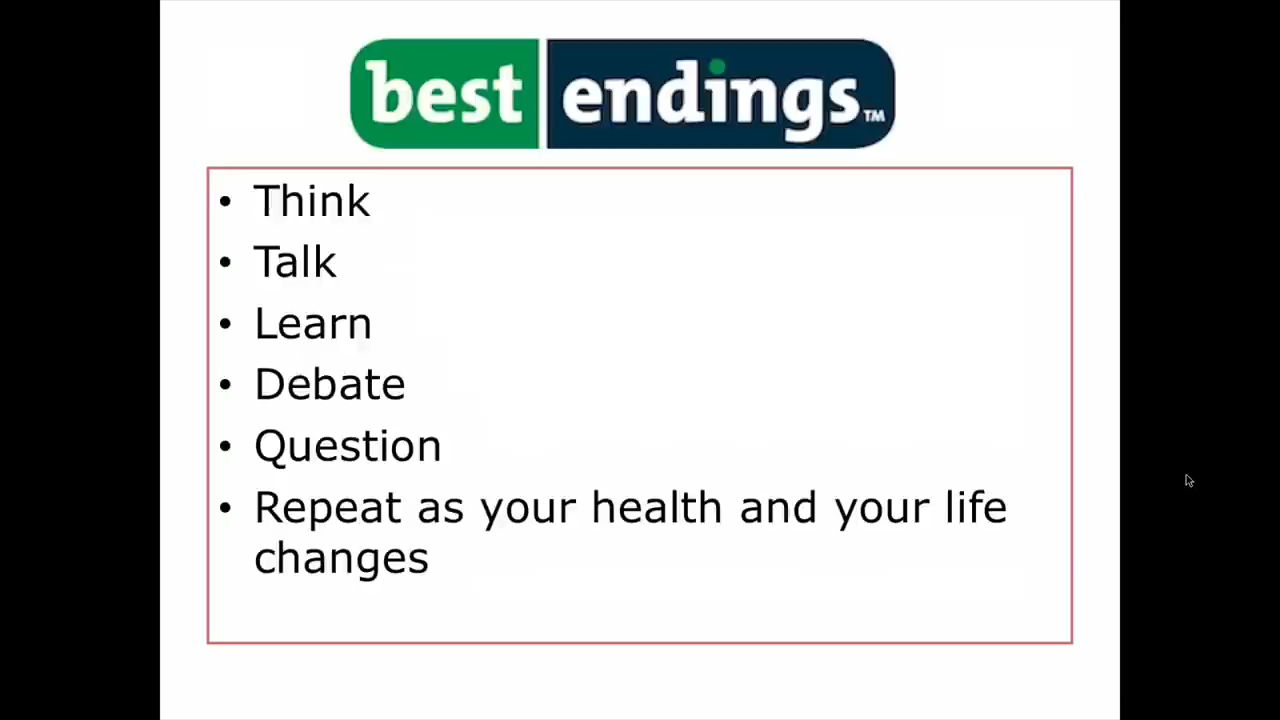 best endings™
• Think
• Talk
• Learn
• Debate
• Question
• Repeat as your health and your life
changes